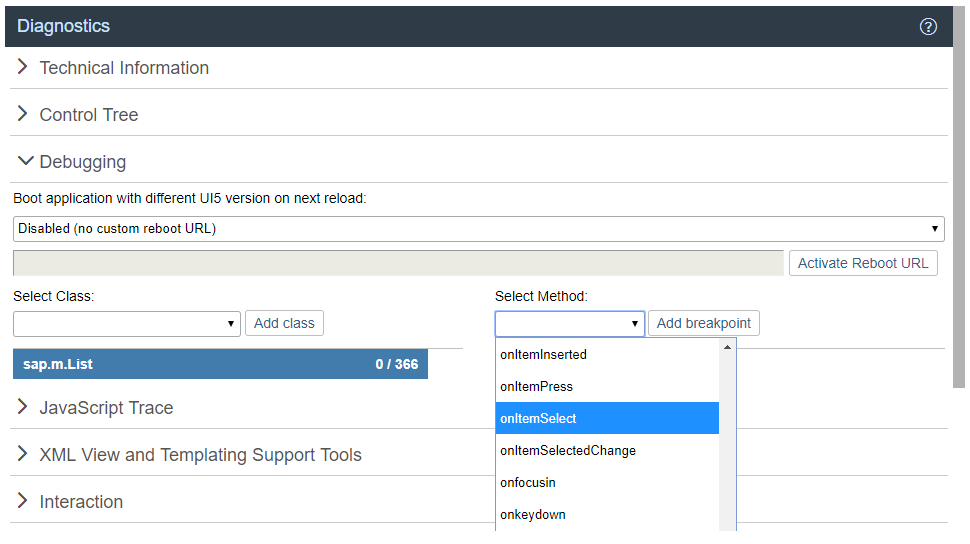 Diagnostics
Technical Information
Control Tree
Debugging
Boot application with different UI5 version on next reload:
Disabled (no custom reboot URL)
Activate Reboot URL
Select Class:
Select Method:
Add class
Add breakpoint
sap.m.List 0 / 366
onItemInserted
onItemPress
onItemSelect
onItemSelectedChange
onfocusin
onkeydown
JavaScript Trace
XML View and Templating Support Tools
Interaction